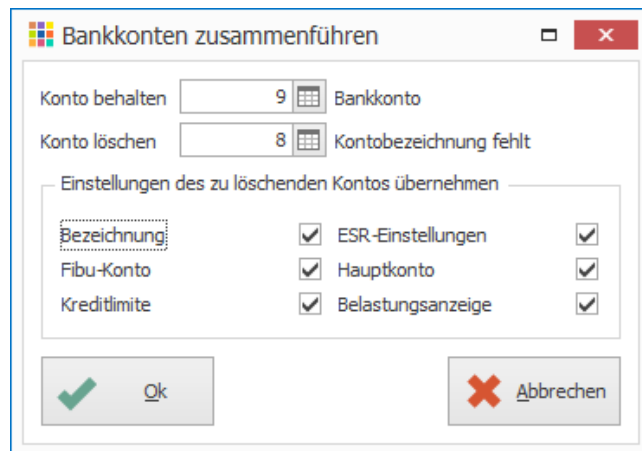 Bankkonten zusammenführen
Konto behalten 9 Bankkonto
Konto löschen 8 Kontobezeichnung fehlt
Einstellungen des zu löschenden Kontos übernehmen
Bezeichnung ESR-Einstellungen
Fibu-Konto Hauptkonto
Kreditlimite Belastungsanzeige
Ok Abbrechen